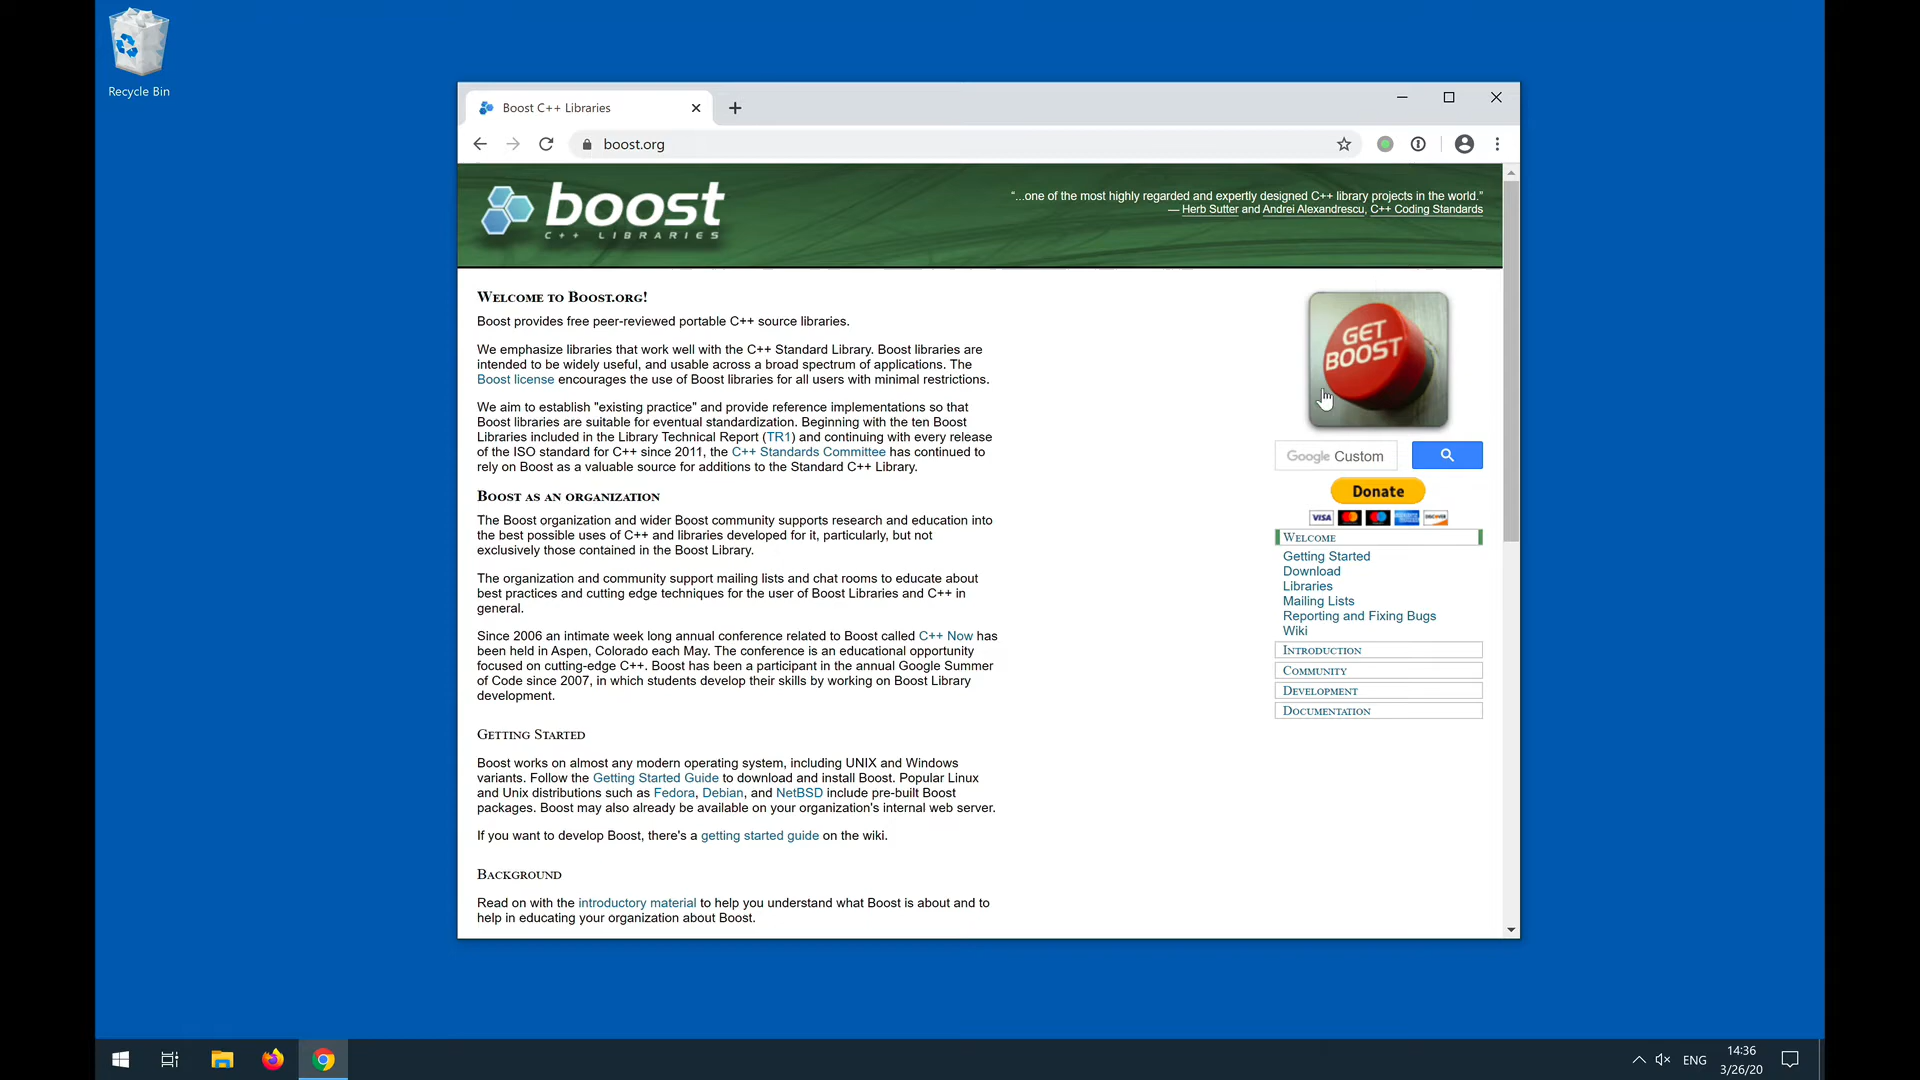 Recycle Bin
Boost C++ Libraries
boost.org
boost
C++ LIBRARIES
“...one of the most highly regarded and expertly designed C++ library projects in the world.”
— Herb Sutter and Andrei Alexandrescu, C++ Coding Standards
WELCOME TO BOOST.ORG!
Boost provides free peer-reviewed portable C++ source libraries.
We emphasize libraries that work well with the C++ Standard Library. Boost libraries are
intended to be widely useful, and usable across a broad spectrum of applications. The
Boost license encourages the use of Boost libraries for all users with minimal restrictions.
We aim to establish "existing practice" and provide reference implementations so that
Boost libraries are suitable for eventual standardization. Beginning with the ten Boost
Libraries included in the Library Technical Report (TR1) and continuing with every release
of the ISO standard for C++ since 2011, the C++ Standards Committee has continued to
rely on Boost as a valuable source for additions to the Standard C++ Library.
BOOST AS AN ORGANIZATION
The Boost organization and wider Boost community supports research and education into
the best possible uses of C++ and libraries developed for it, particularly, but not
exclusively those contained in the Boost Library.
The organization and community support mailing lists and chat rooms to educate about
best practices and cutting edge techniques for the user of Boost Libraries and C++ in
general.
Since 2006 an intimate week long annual conference related to Boost called C++ Now has
been held in Aspen, Colorado each May. The conference is an educational opportunity
focused on cutting-edge C++. Boost has been a participant in the annual Google Summer
of Code since 2007, in which students develop their skills by working on Boost Library
development.
GETTING STARTED
Boost works on almost any modern operating system, including UNIX and Windows
variants. Follow the Getting Started Guide to download and install Boost. Popular Linux
and Unix distributions such as Fedora, Debian, and NetBSD include pre-built Boost
packages. Boost may also already be available on your organization's internal web server.
If you want to develop Boost, there's a getting started guide on the wiki.
BACKGROUND
Read on with the introductory material to help you understand what Boost is about and to
help in educating your organization about Boost.
GET
BOOST
Google Custom
Donate
VISA
DISCOVER
WELCOME
Getting Started
Download
Libraries
Mailing Lists
Reporting and Fixing Bugs
Wiki
INTRODUCTION
COMMUNITY
DEVELOPMENT
DOCUMENTATION
ENG
14:36
3/26/20